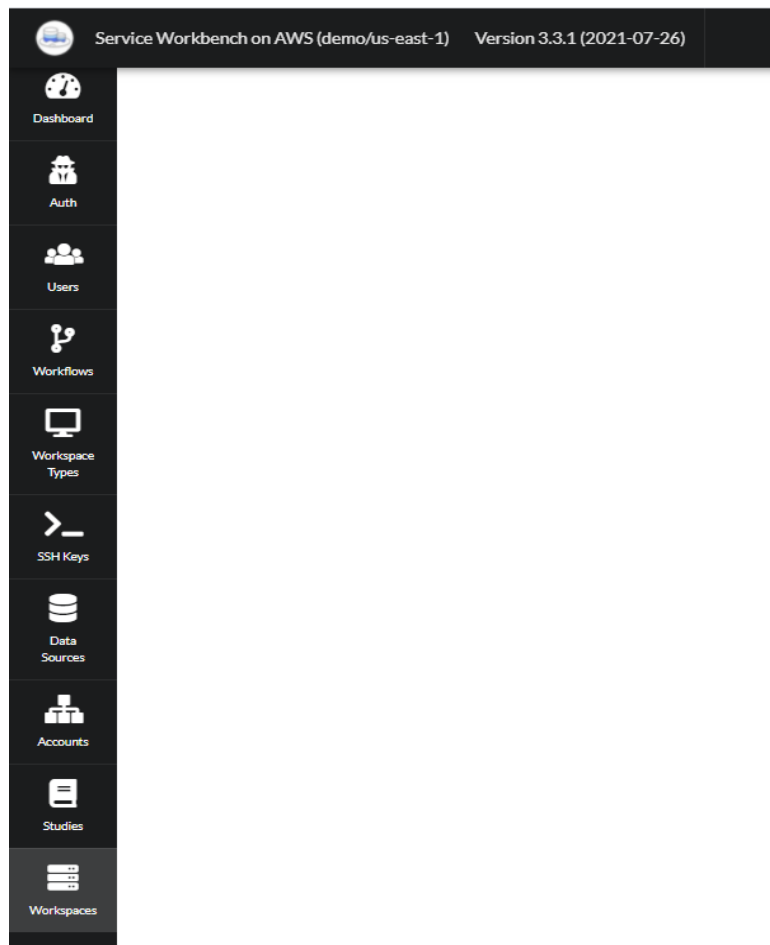 Service Workbench on AWS (demo/us-east-1) Version 3.3.1 (2021-07-26)
Dashboard
Auth
Users
Workflows
Workspace
Types
SSH Keys
Data
Sources
Accounts
Studies
Workspaces